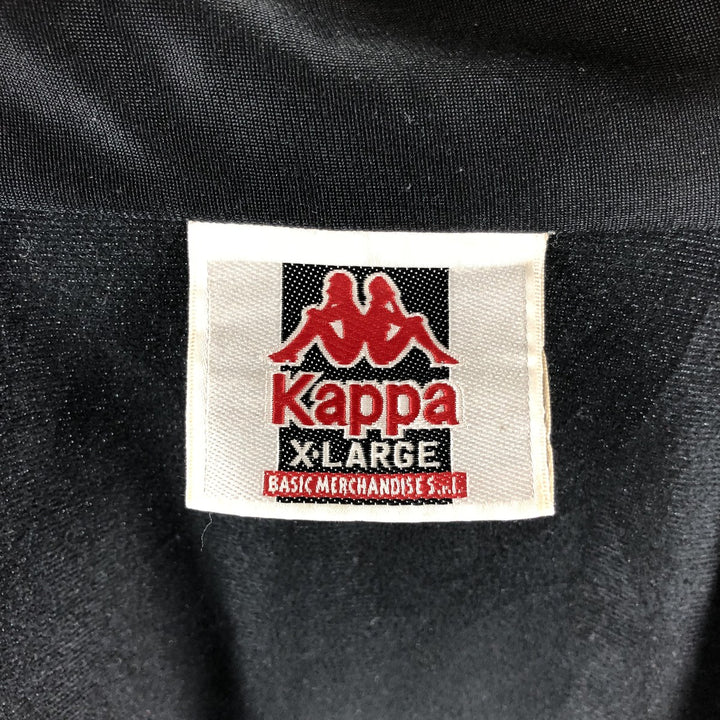 Kappa
X·LARGE
BASIC MERCHANDISE S.r.l.